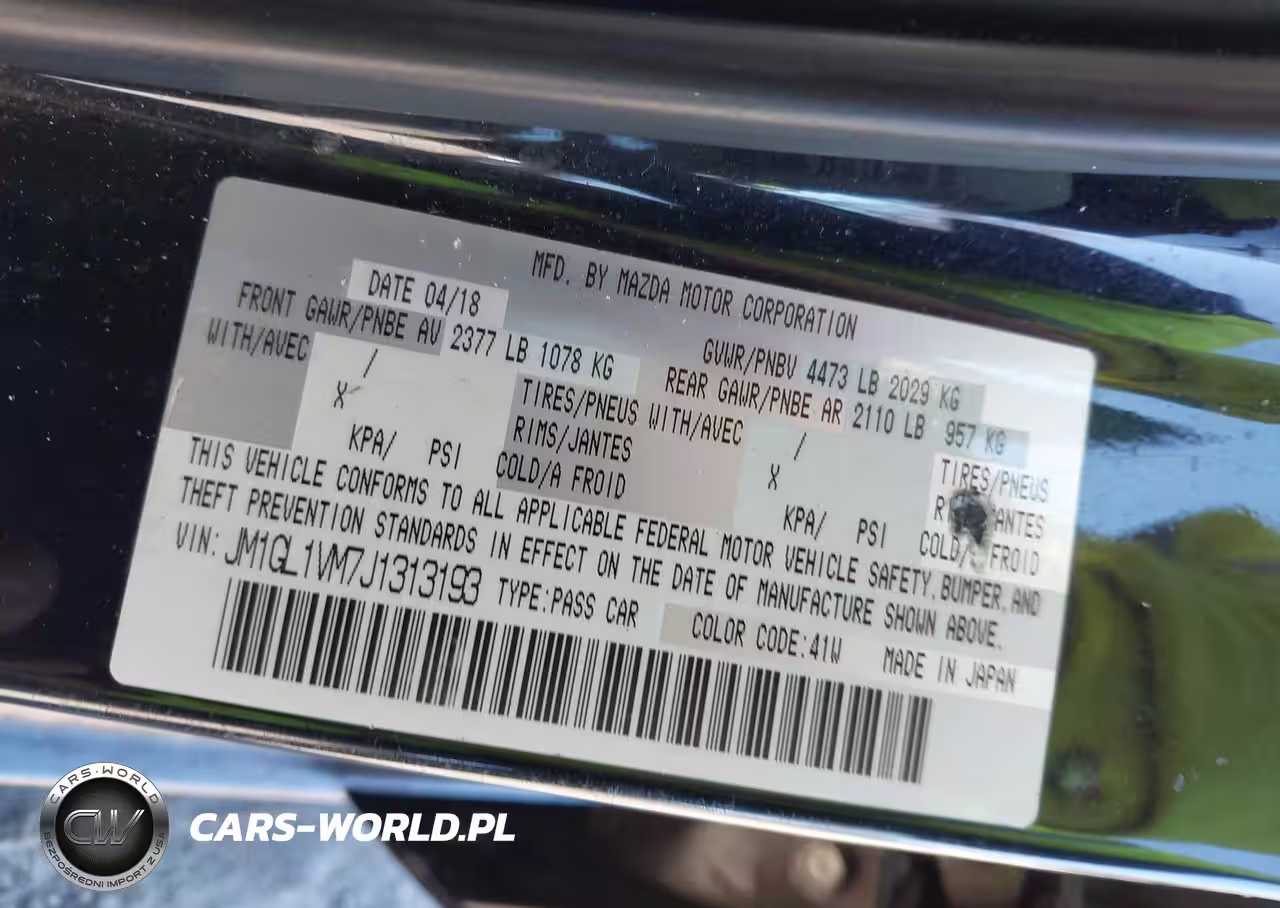 MFD. BY MAZDA MOTOR CORPORATION
DATE 04/18
GVWR/PNBV 4473 LB 2029 KG
FRONT GAWR/PNBE AV 2377 LB 1078 KG
REAR GAWR/PNBE AR 2110 LB 957 KG
WITH/AVEC / TIRES/PNEUS WITH/AVEC / TIRES/PNEUS
X RIMS/JANTES X
KPA/ PSI COLD/A FROID KPA/ PSI FROID
THIS VEHICLE CONFORMS TO ALL APPLICABLE FEDERAL MOTOR VEHICLE SAFETY, BUMPER, AND
THEFT PREVENTION STANDARDS IN EFFECT ON THE DATE OF MANUFACTURE SHOWN ABOVE.
VIN: JM1GL1VM7J1313193 TYPE:PASS CAR COLOR CODE:41W MADE IN JAPAN
CARS-WORLD
CW
BEZPOŚREDNI IMPORT Z USA
CARS-WORLD.PL